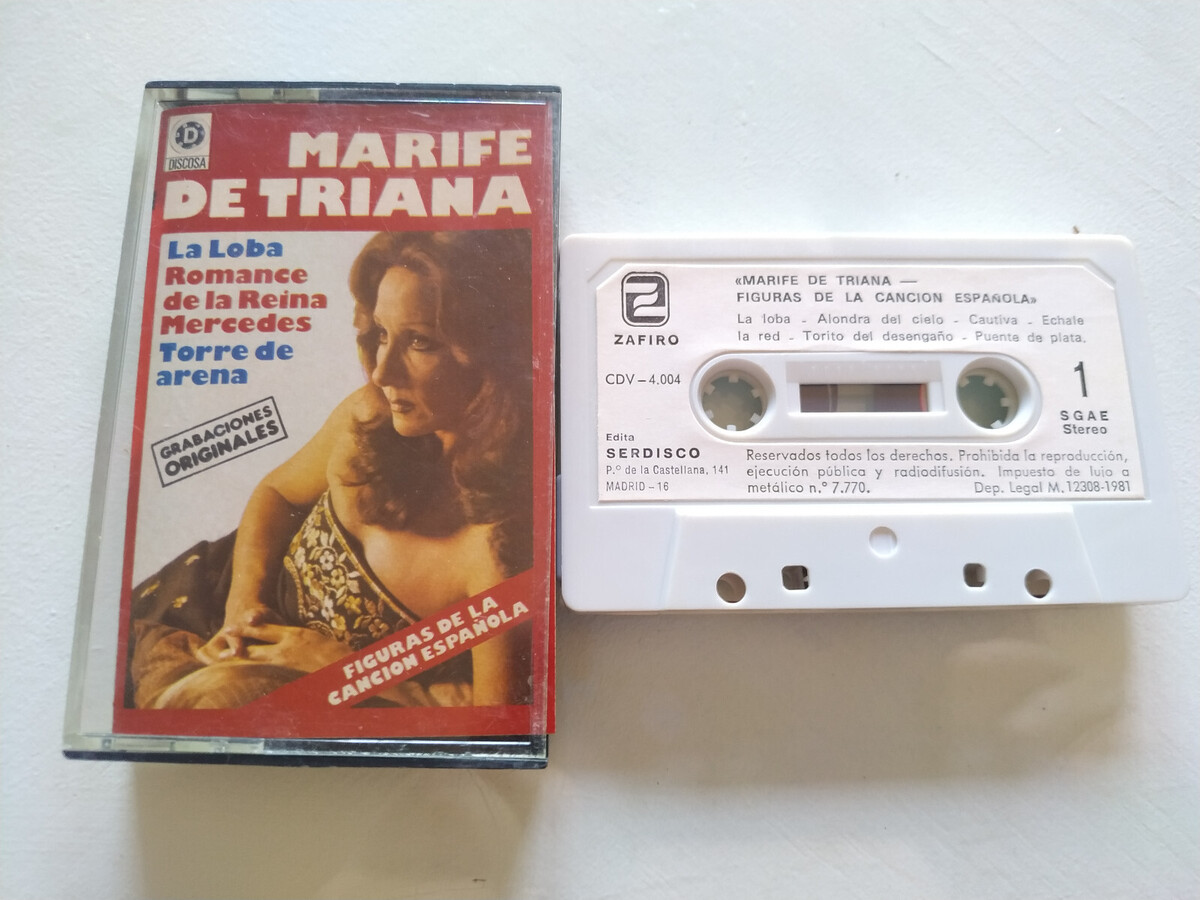 D
DISCOSA
MARIFE
DE TRIANA
La Loba
Romance
de la Reina
Mercedes
Torre de
arena
GRABACIONES
ORIGINALES
FIGURAS DE LA
CANCION ESPAÑOLA
ZAFIRO
«MARIFE DE TRIANA —
FIGURAS DE LA CANCION ESPAÑOLA»
La loba - Alondra del cielo - Cautiva - Echale
la red - Torito del desengaño - Puente de plata.
CDV-4.004
1
SGAE
Stereo
Edita
SERDISCO
P.º de la Castellana, 141
MADRID-16
Reservados todos los derechos. Prohibida la reproducción,
ejecución pública y radiodifusión. Impuesto de lujo a
metálico n.º 7.770. Dep. Legal M. 12308-1981